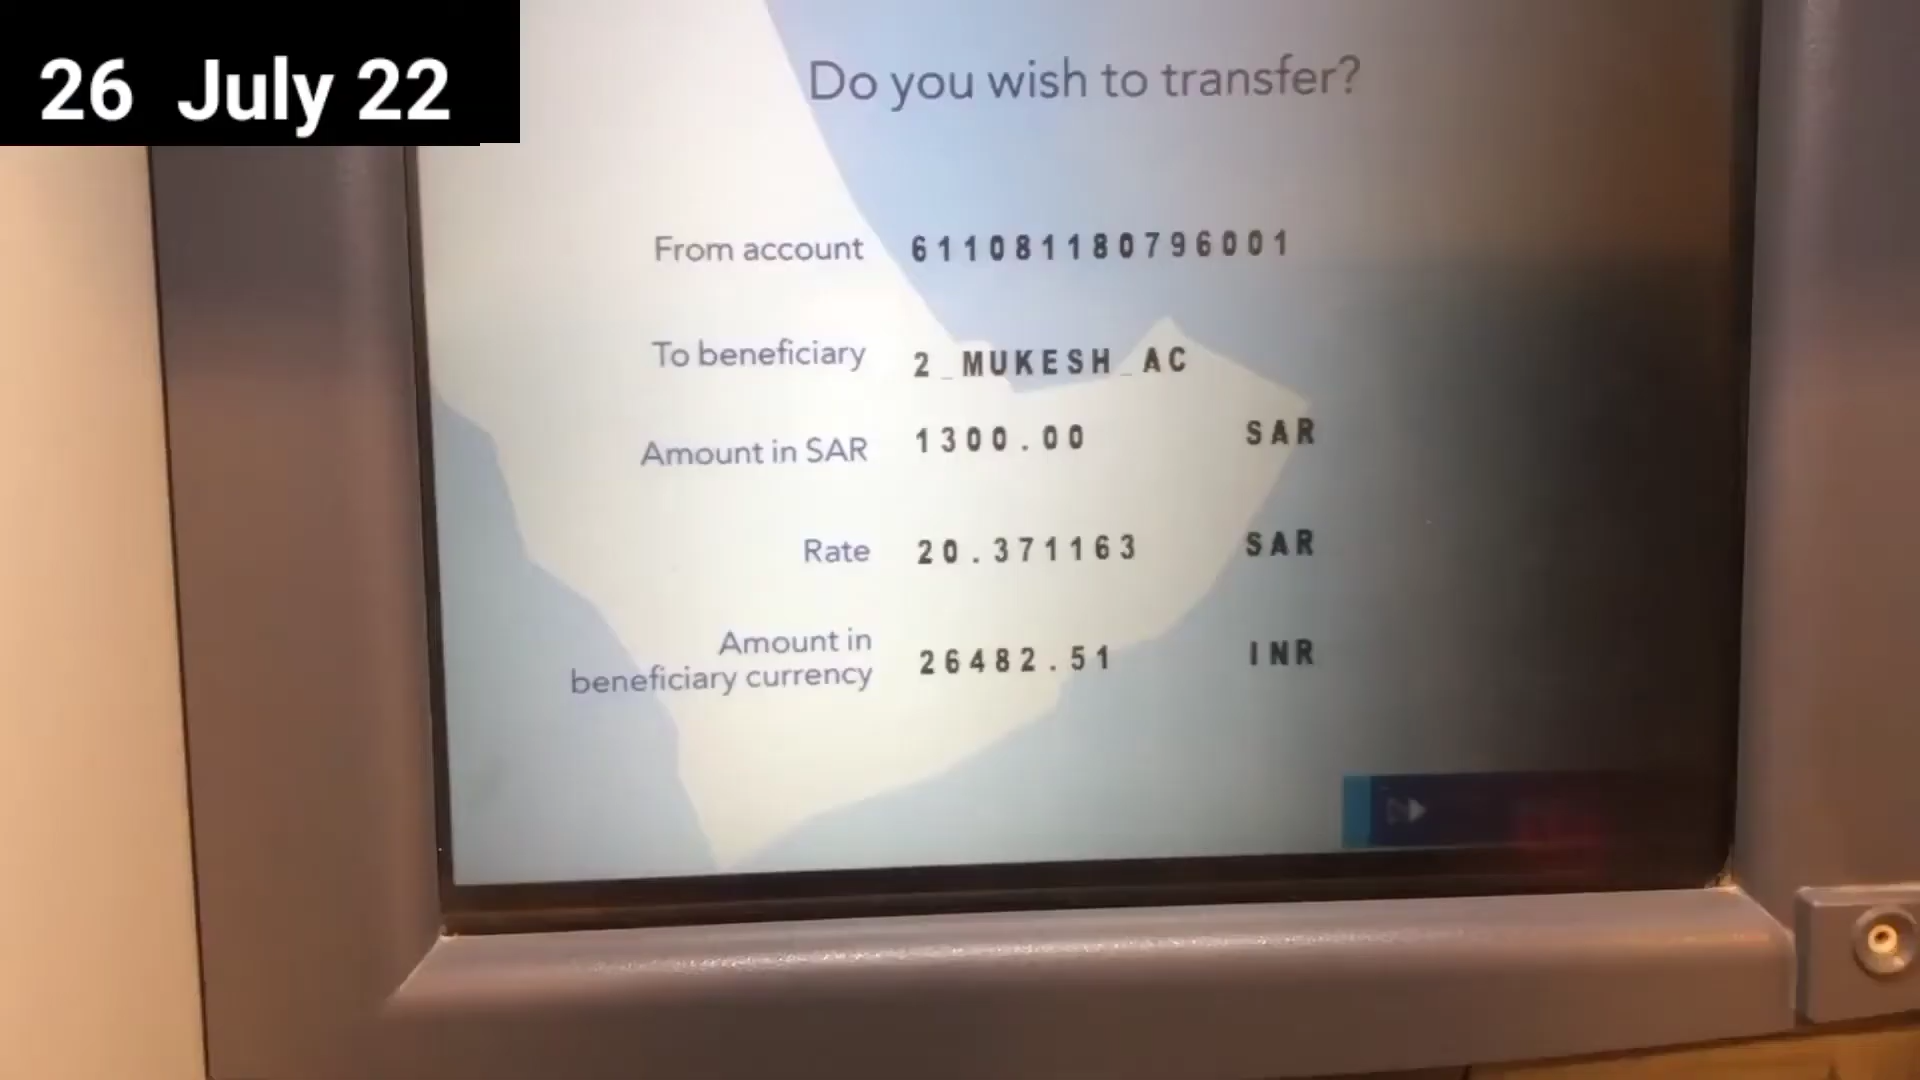 26 July 22
Do you wish to transfer?
From account 611081180796001
To beneficiary 2_MUKESH_AC
Amount in SAR 1300.00 SAR
Rate 20.371163 SAR
Amount in
beneficiary currency 26482.51 INR